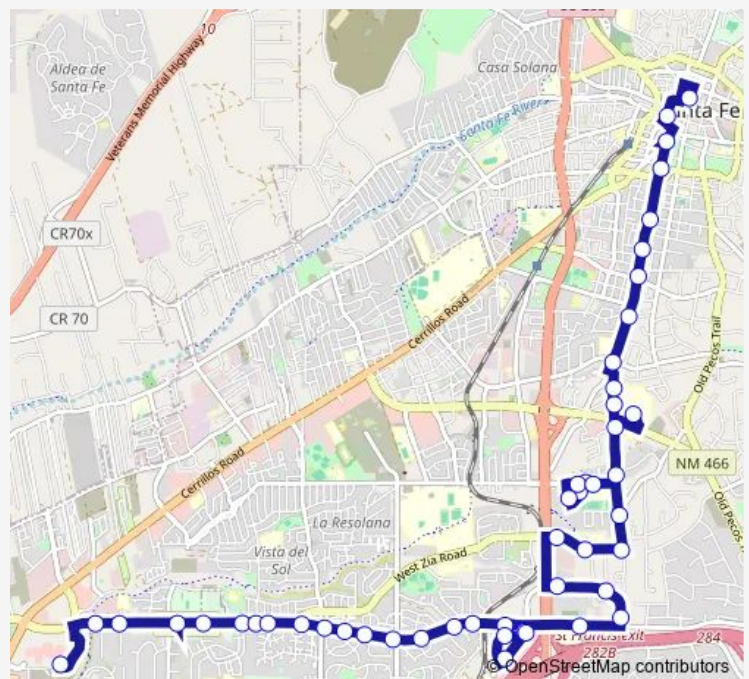 10
Aldea de
Santa Fe
Veterans Memorial Highway
Casa Solana
Santa Fe River
nta Fe
CR70x
CR 70
Cerrillos Road
Old Pecos Trail
NM 466
Cerrillos Road
La Resolana
Vista del
Sol
West Zia Road
Old Pecos T
St Francis exit
282B
284
© OpenStreetMap contributors